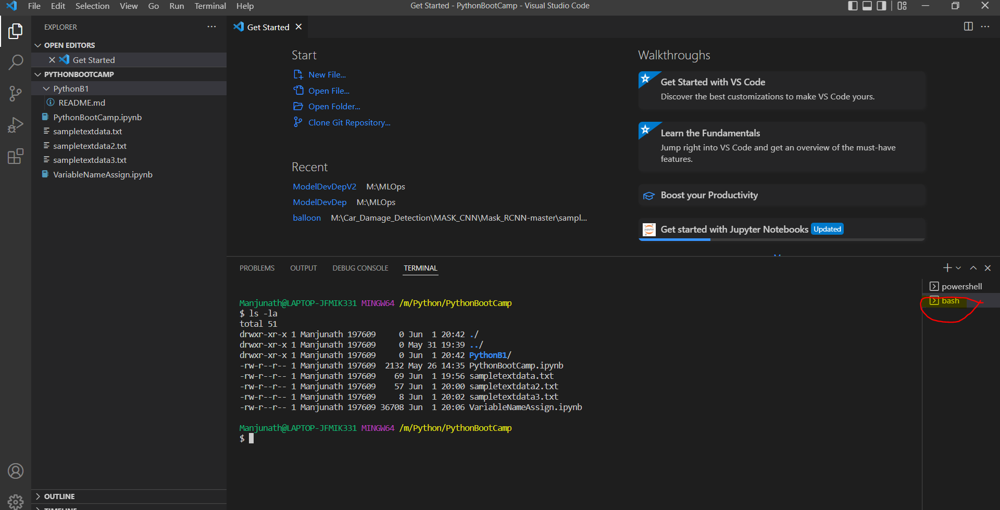 File Edit Selection View Go Run Terminal Help
Get Started - PythonBootCamp - Visual Studio Code
EXPLORER
OPEN EDITORS
Get Started
PYTHONBOOTCAMP
PythonB1
README.md
PythonBootCamp.ipynb
sampletextdata.txt
sampletextdata2.txt
sampletextdata3.txt
VariableNameAssign.ipynb
OUTLINE
TIMELINE
Get Started
Start
New File...
Open File...
Open Folder...
Clone Git Repository...
Recent
ModelDevDepV2 M:\MLOps
ModelDevDep M:\MLOps
balloon M:\Car_Damage_Detection\MASK_CNN\Mask_RCNN-master\sampl...
Walkthroughs
Get Started with VS Code
Discover the best customizations to make VS Code yours.
Learn the Fundamentals
Jump right into VS Code and get an overview of the must-have
features.
Boost your Productivity
Get started with Jupyter Notebooks Updated
PROBLEMS OUTPUT DEBUG CONSOLE TERMINAL
powershell
bash
Manjunath@LAPTOP-JFMIK331 MINGW64 /m/Python/PythonBootCamp
$ ls -la
total 51
drwxr-xr-x 1 Manjunath 197609     0 Jun  1 20:42 ./
drwxr-xr-x 1 Manjunath 197609     0 May 31 19:39 ../
drwxr-xr-x 1 Manjunath 197609     0 Jun  1 20:42 PythonB1/
-rw-r--r-- 1 Manjunath 197609  2132 May 26 14:35 PythonBootCamp.ipynb
-rw-r--r-- 1 Manjunath 197609    69 Jun  1 19:56 sampletextdata.txt
-rw-r--r-- 1 Manjunath 197609    57 Jun  1 20:00 sampletextdata2.txt
-rw-r--r-- 1 Manjunath 197609     8 Jun  1 20:02 sampletextdata3.txt
-rw-r--r-- 1 Manjunath 197609 36708 Jun  1 20:06 VariableNameAssign.ipynb
Manjunath@LAPTOP-JFMIK331 MINGW64 /m/Python/PythonBootCamp
$